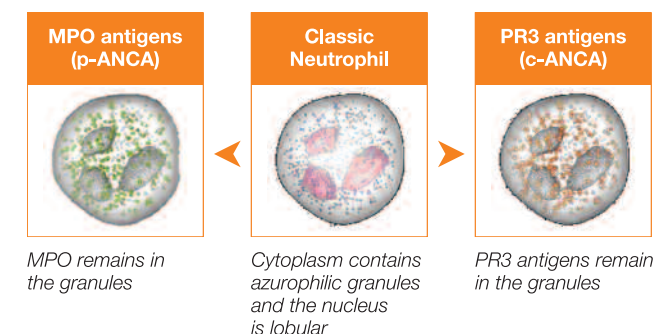 MPO antigens
(p-ANCA)
Classic
Neutrophil
PR3 antigens
(c-ANCA)
MPO remains in
the granules
Cytoplasm contains
azurophilic granules
and the nucleus
is lobular
PR3 antigens remain
in the granules